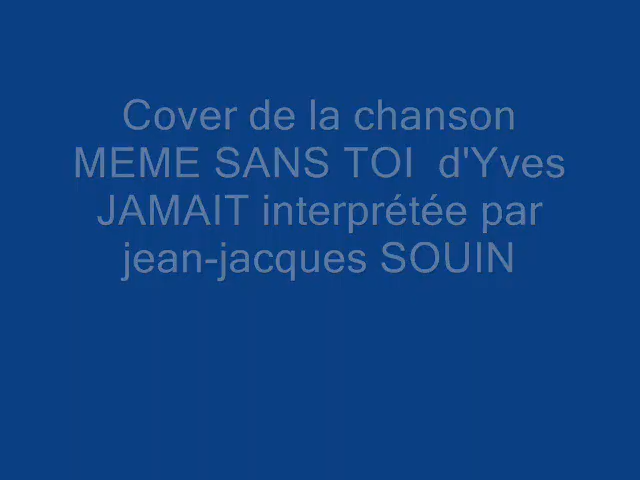 Cover de la chanson
MEME SANS TOI  d'Yves
JAMAIT interprétée par
jean-jacques SOUIN